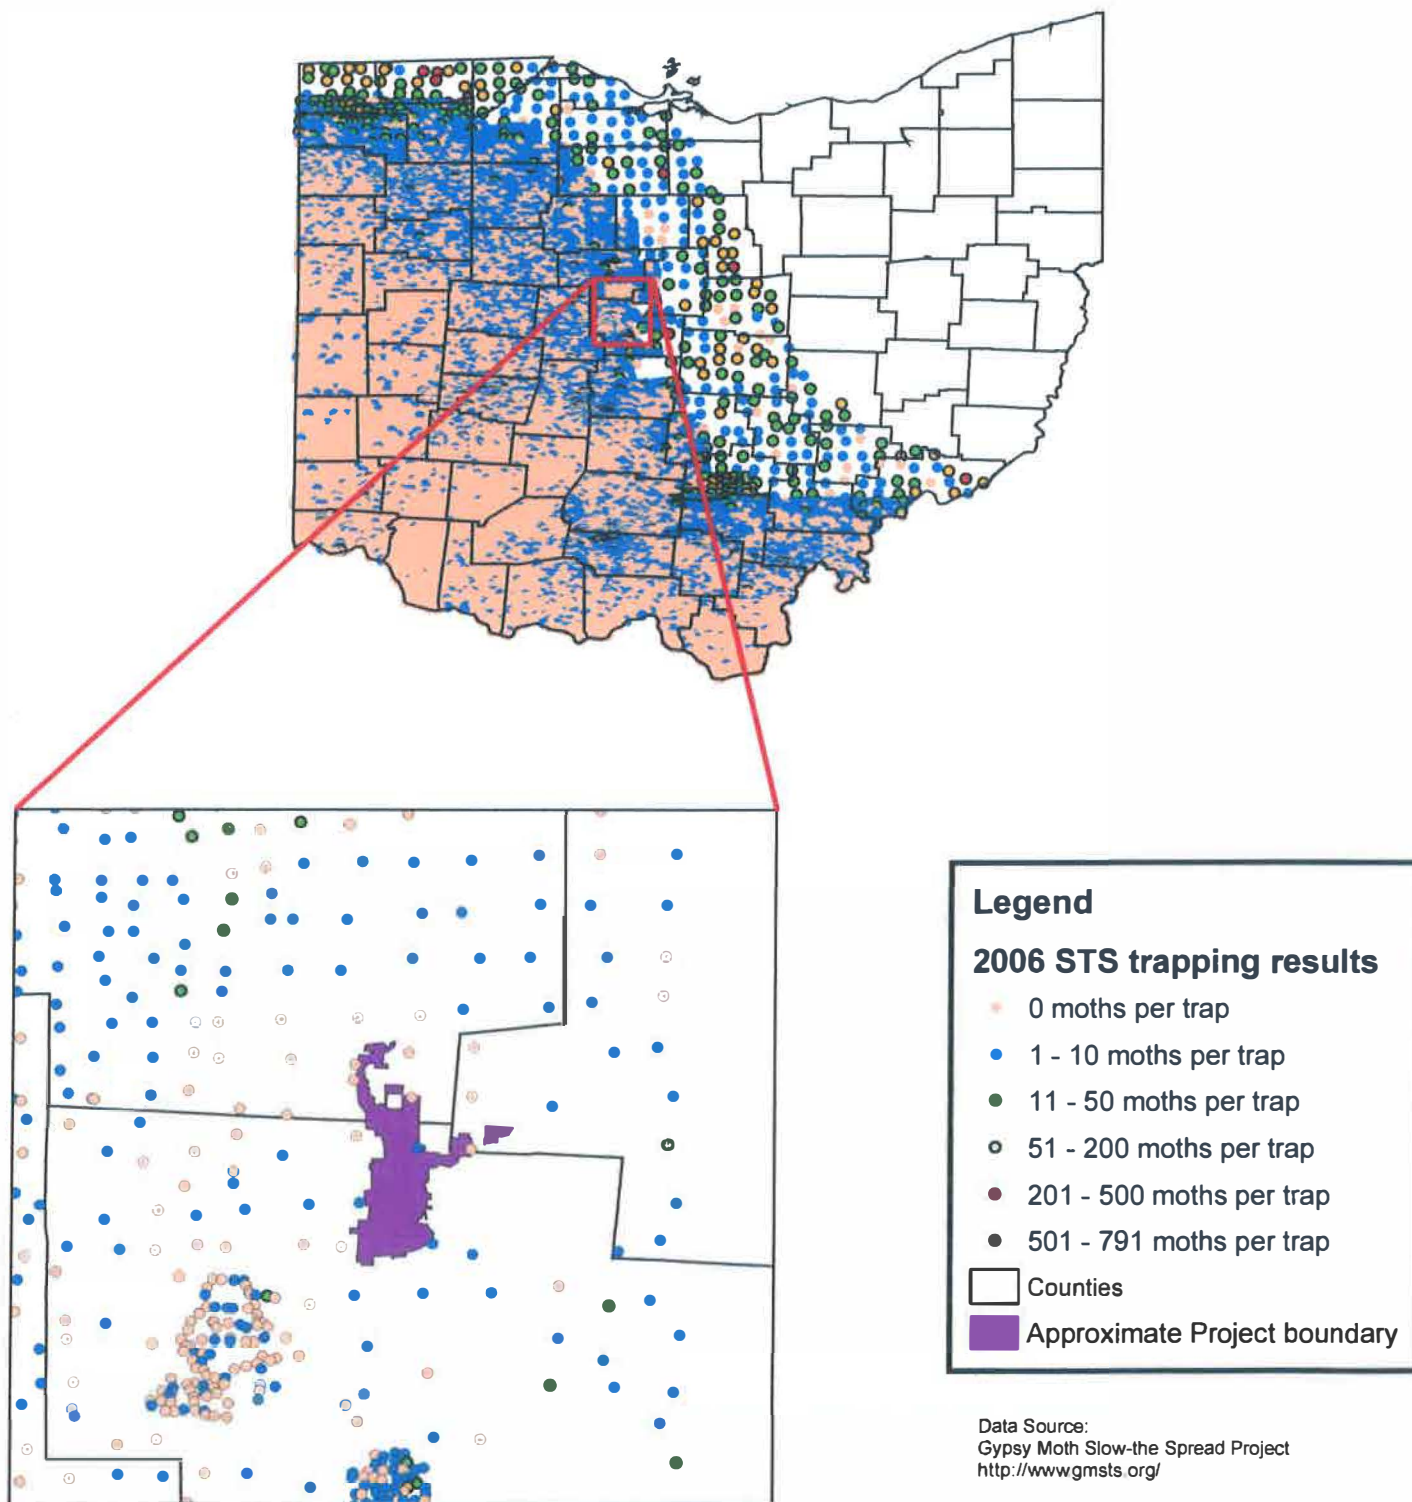 Legend
2006 STS trapping results
0 moths per trap
1 - 10 moths per trap
11 - 50 moths per trap
51 - 200 moths per trap
201 - 500 moths per trap
501 - 791 moths per trap
Counties
Approximate Project boundary
Data Source:
Gypsy Moth Slow-the Spread Project
http://www.gmsts.org/